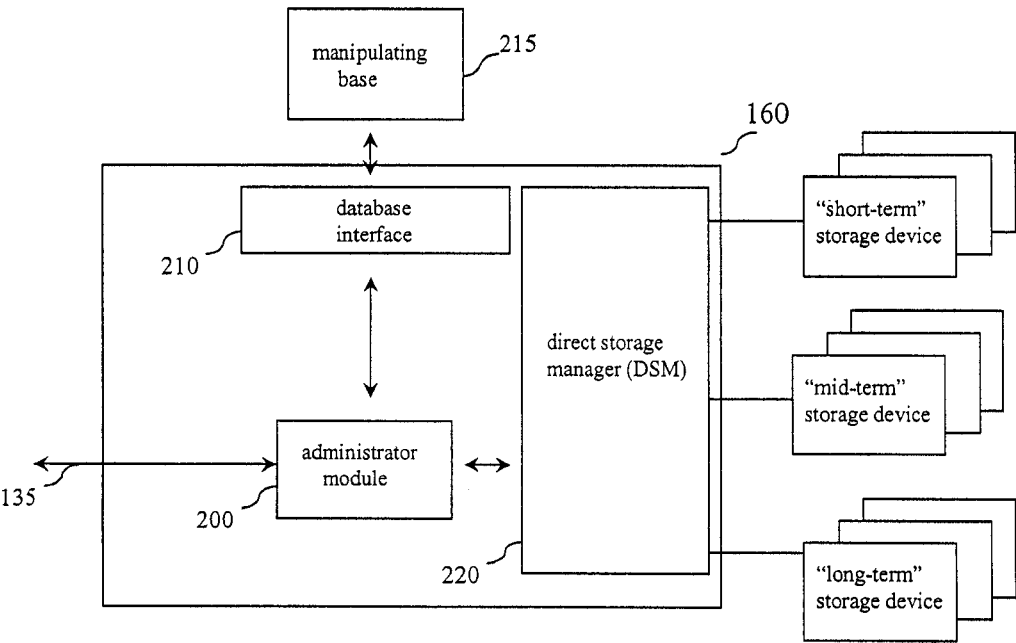 manipulating
base
215
160
database
interface
210
"short-term"
storage device
direct storage
manager (DSM)
"mid-term"
storage device
administrator
module
135
200
220
"long-term"
storage device